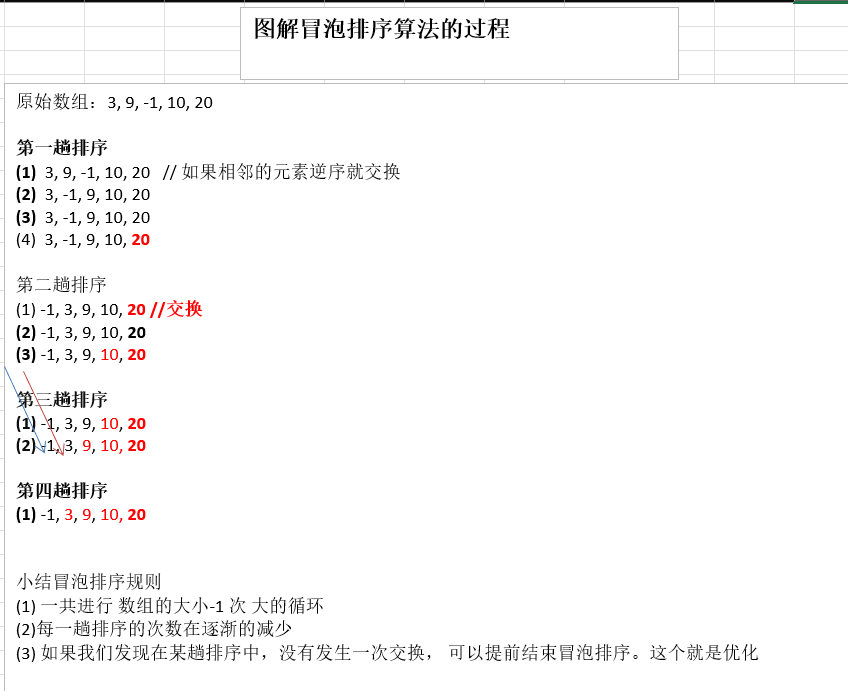 图解冒泡排序算法的过程
原始数组：3, 9, -1, 10, 20
第一趟排序
(1) 3, 9, -1, 10, 20 // 如果相邻的元素逆序就交换
(2) 3, -1, 9, 10, 20
(3) 3, -1, 9, 10, 20
(4) 3, -1, 9, 10, 20
第二趟排序
(1) -1, 3, 9, 10, 20 //交换
(2) -1, 3, 9, 10, 20
(3) -1, 3, 9, 10, 20
第三趟排序
(1) -1, 3, 9, 10, 20
(2) -1, 3, 9, 10, 20
第四趟排序
(1) -1, 3, 9, 10, 20
小结冒泡排序规则
(1) 一共进行 数组的大小-1 次 大的循环
(2)每一趟排序的次数在逐渐的减少
(3) 如果我们发现在某趟排序中，没有发生一次交换， 可以提前结束冒泡排序。这个就是优化